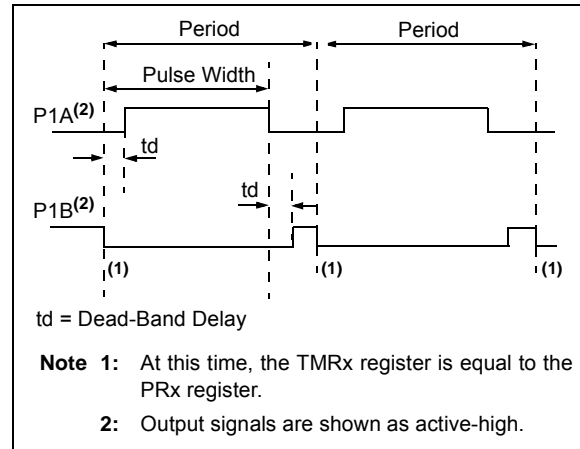 Period Period
Pulse Width
P1A(2)
td
td
P1B(2)
(1) (1) (1)
td = Dead-Band Delay
Note 1: At this time, the TMRx register is equal to the
PRx register.
2: Output signals are shown as active-high.